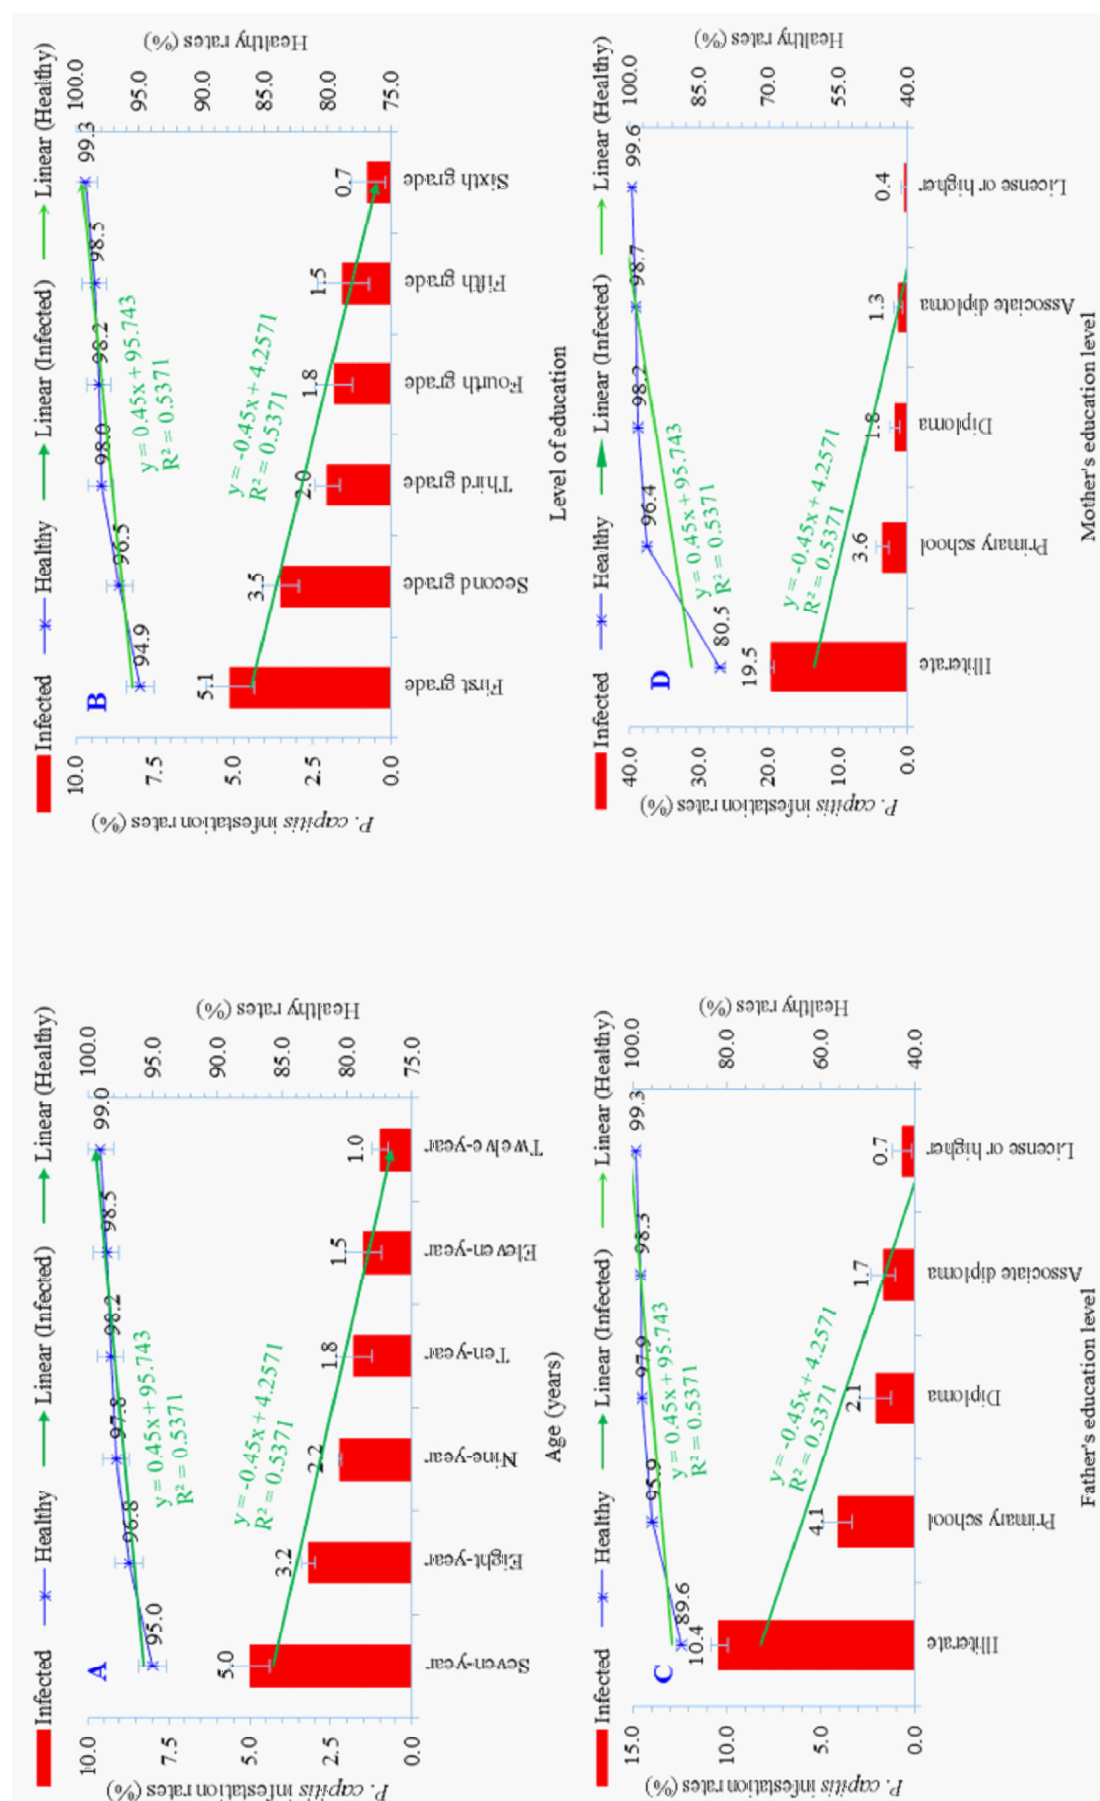 Infected Healthy Linear (Infected) Linear (Healthy)
A
P. capitis infestation rates (%)
10.0
7.5
5.0
2.5
0.0
95.0
96.8
97.8
98.2
98.5
99.0
y = 0.45x + 95.743
R² = 0.5371
y = -0.45x + 4.2571
R² = 0.5371
5.0
3.2
2.2
1.8
1.5
1.0
Seven-year
Eight-year
Nine-year
Ten-year
Eleven-year
Twelve-year
100.0
95.0
90.0
85.0
80.0
75.0
Healthy rates (%)
Age (years)
Infected Healthy Linear (Infected) Linear (Healthy)
B
P. capitis infestation rates (%)
10.0
7.5
5.0
2.5
0.0
94.9
96.5
98.0
98.2
98.5
99.3
y = 0.45x + 95.743
R² = 0.5371
y = -0.45x + 4.2571
R² = 0.5371
5.1
3.5
2.0
1.8
1.5
0.7
First grade
Second grade
Third grade
Fourth grade
Fifth grade
Sixth grade
100.0
95.0
90.0
85.0
80.0
75.0
Healthy rates (%)
Level of education
Infected Healthy Linear (Infected) Linear (Healthy)
C
P. capitis infestation rates (%)
15.0
10.0
5.0
0.0
89.6
95.9
97.9
98.3
99.3
y = 0.45x + 95.743
R² = 0.5371
y = -0.45x + 4.2571
R² = 0.5371
10.4
4.1
2.1
1.7
0.7
Illiterate
Primary school
Diploma
Associate diploma
License or higher
100.0
80.0
60.0
40.0
Healthy rates (%)
Father's education level
Infected Healthy Linear (Infected) Linear (Healthy)
D
P. capitis infestation rates (%)
40.0
30.0
20.0
10.0
0.0
80.5
96.4
98.2
98.7
99.6
y = 0.45x + 95.743
R² = 0.5371
y = -0.45x + 4.2571
R² = 0.5371
19.5
3.6
1.8
1.3
0.4
Illiterate
Primary school
Diploma
Associate diploma
License or higher
100.0
85.0
70.0
55.0
40.0
Healthy rates (%)
Mother's education level